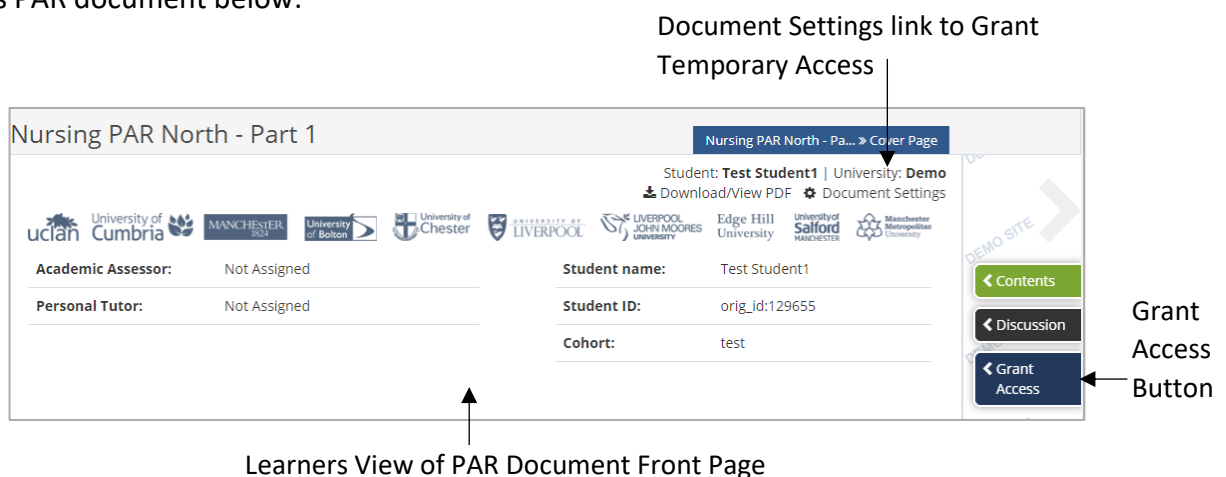 s PAR document below:
Document Settings link to Grant
Temporary Access
Nursing PAR North - Part 1
Nursing PAR North - Pa... » Cover Page
Student: Test Student1 | University: Demo
Download/View PDF Document Settings
uclan
University of
Cumbria
MANCHESTER
1824
University
of Bolton
University of
Chester
UNIVERSITY OF
LIVERPOOL
LIVERPOOL
JOHN MOORES
UNIVERSITY
Edge Hill
University
University of
Salford
MANCHESTER
Manchester
Metropolitan
University
Academic Assessor: Not Assigned
Student name: Test Student1
Personal Tutor: Not Assigned
Student ID: orig_id:129655
Cohort: test
DEMO SITE
Contents
Discussion
Grant
Access
Grant
Access
Button
Learners View of PAR Document Front Page